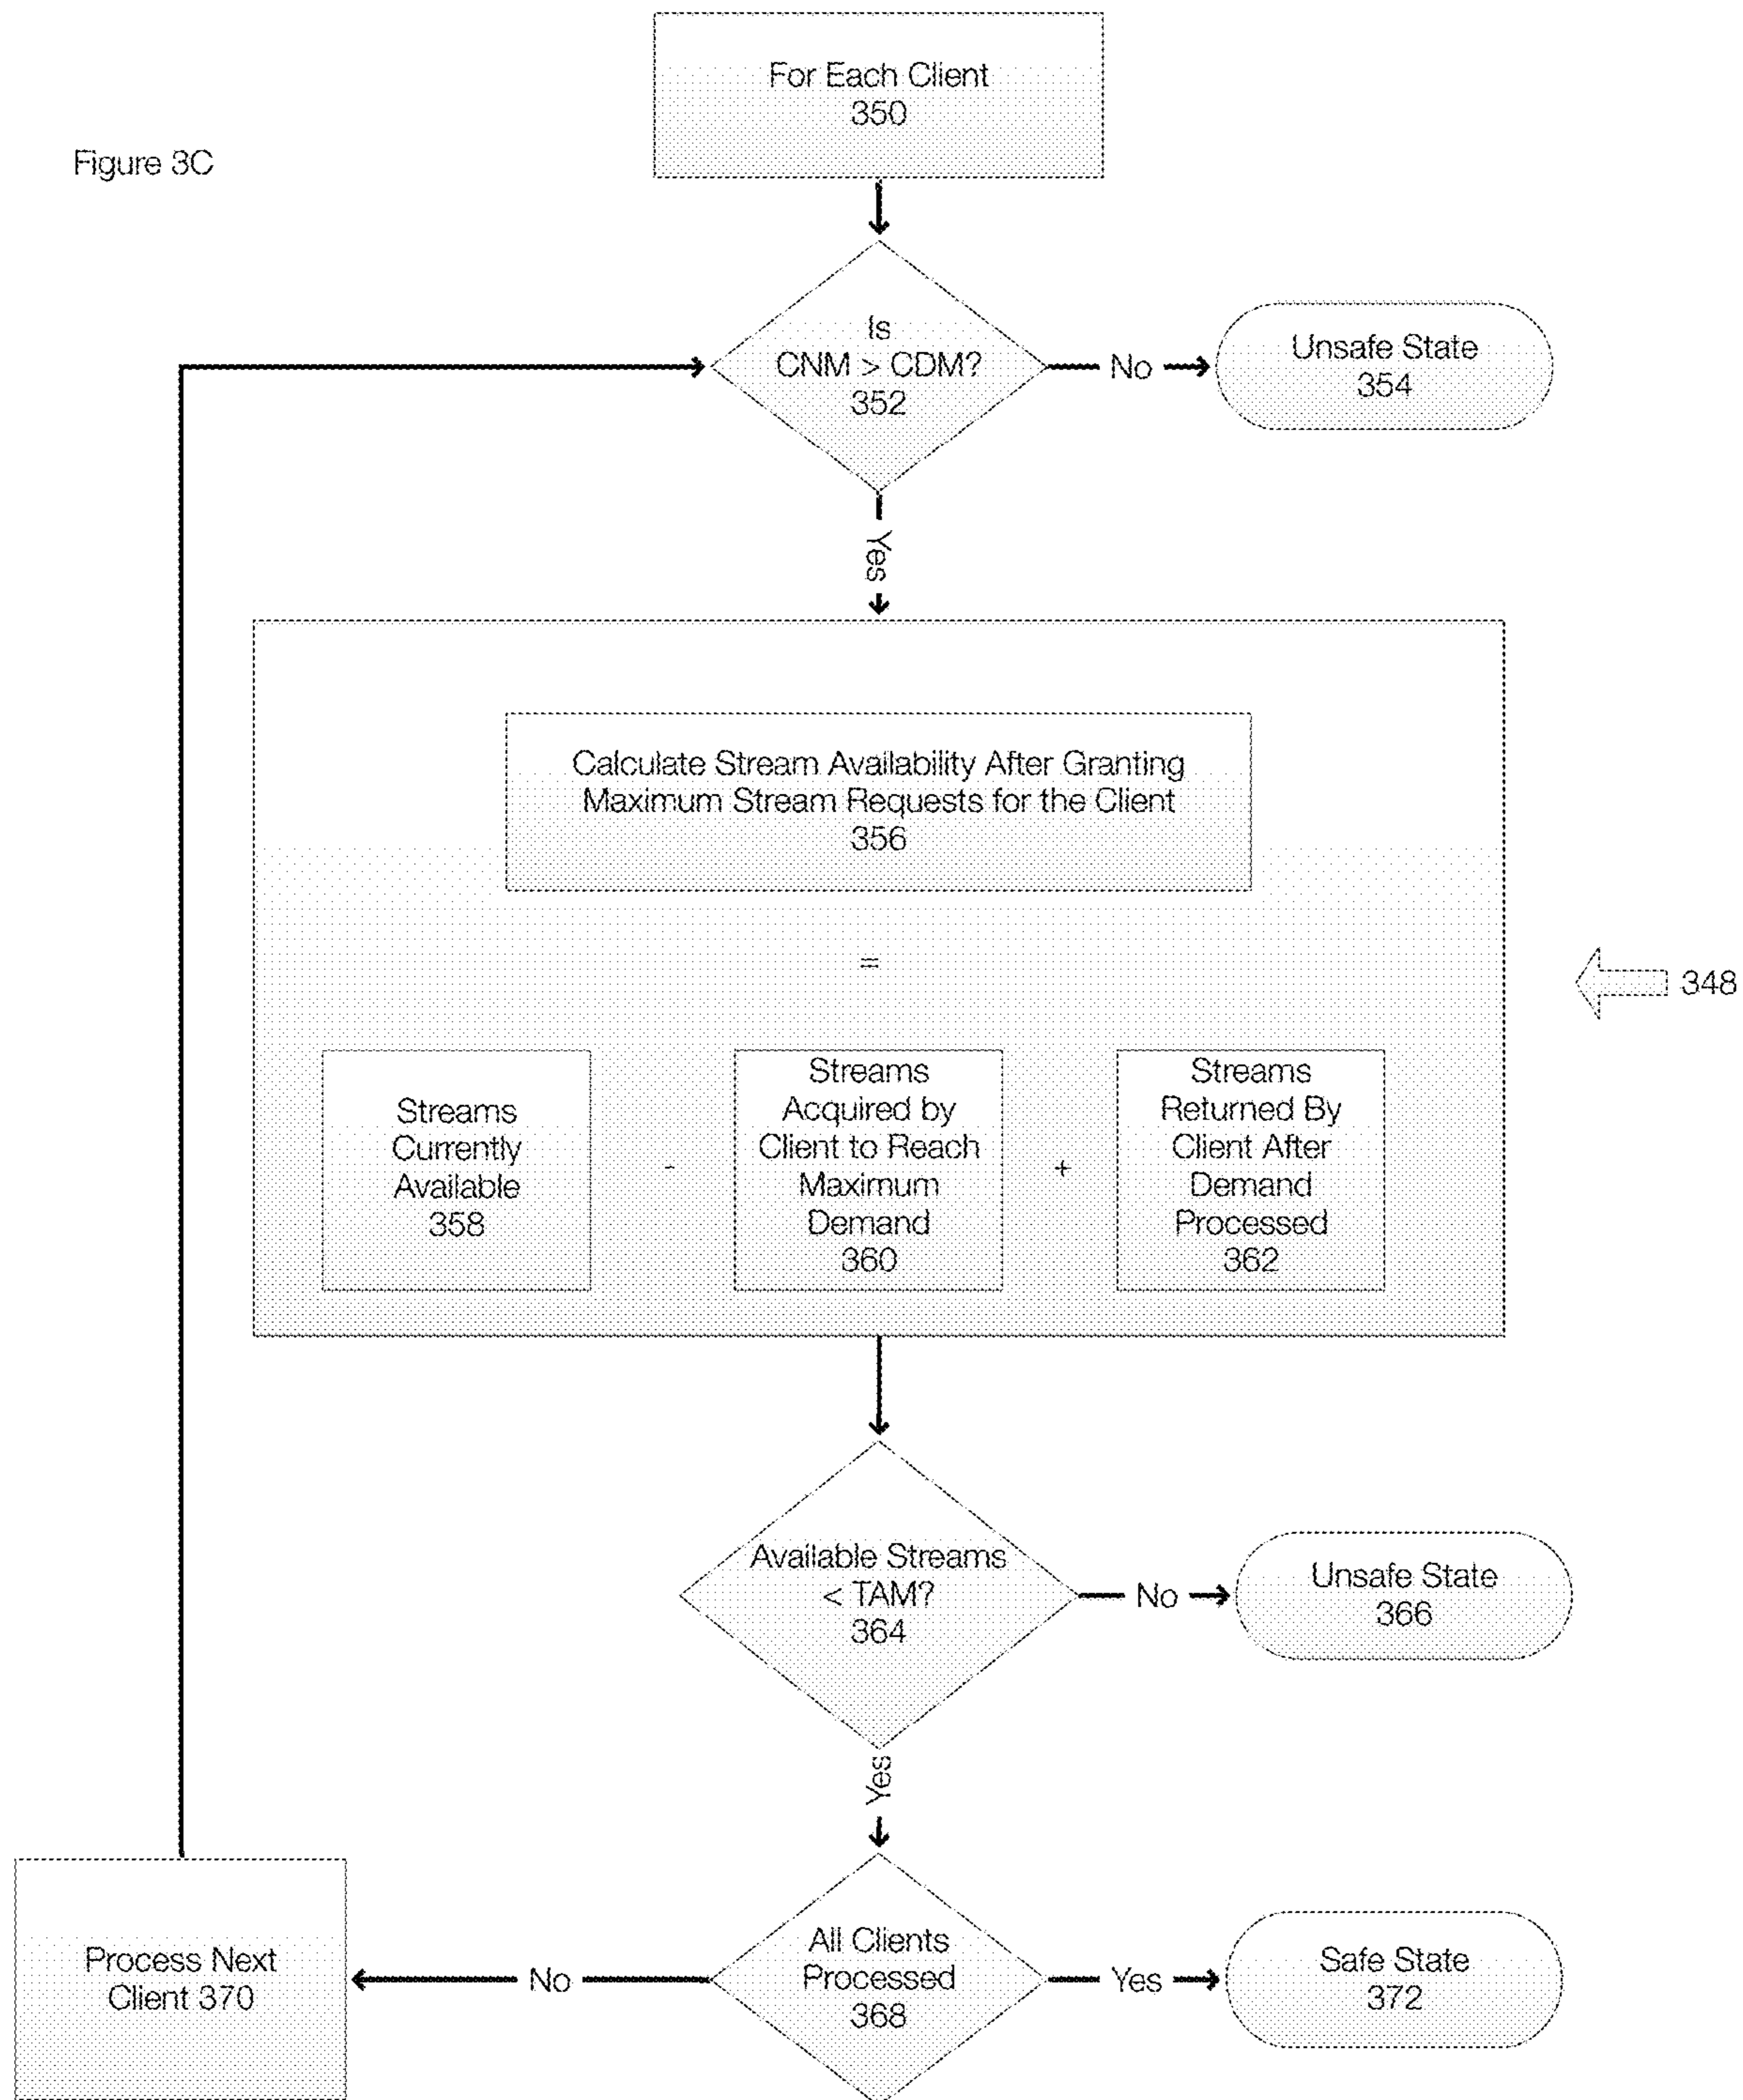 For Each Client
350
Figure 3C
Is
CNM > CDM?
352
No
Unsafe State
354
Yes
Calculate Stream Availability After Granting
Maximum Stream Requests for the Client
356
=
348
Streams
Currently
Available
358
-
Streams
Acquired by
Client to Reach
Maximum
Demand
360
+
Streams
Returned By
Client After
Demand
Processed
362
Available Streams
< TAM?
364
No
Unsafe State
366
Yes
Process Next
Client 370
No
All Clients
Processed
368
Yes
Safe State
372